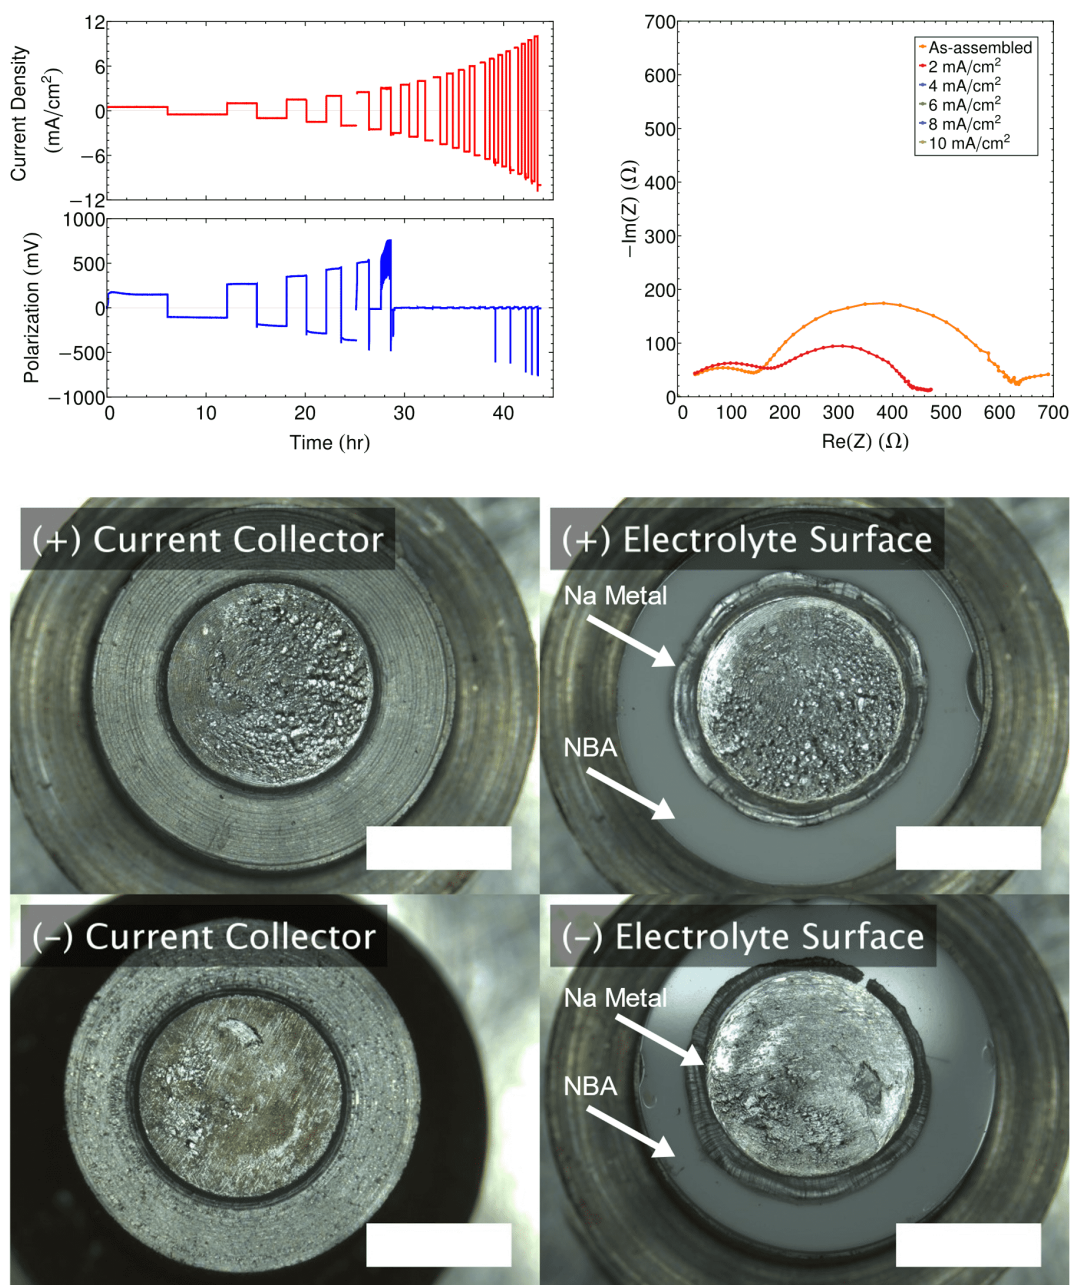 12
6
0
−6
−12
Current Density
(mA/cm²)
1000
500
0
−500
−1000
Polarization (mV)
0
10
20
30
40
Time (hr)
700
600
500
400
300
200
100
0
−Im(Z) (Ω)
As-assembled
2 mA/cm²
4 mA/cm²
6 mA/cm²
8 mA/cm²
10 mA/cm²
0
100
200
300
400
500
600
700
Re(Z) (Ω)
(+) Current Collector
(+) Electrolyte Surface
Na Metal
NBA
(−) Current Collector
(−) Electrolyte Surface
Na Metal
NBA